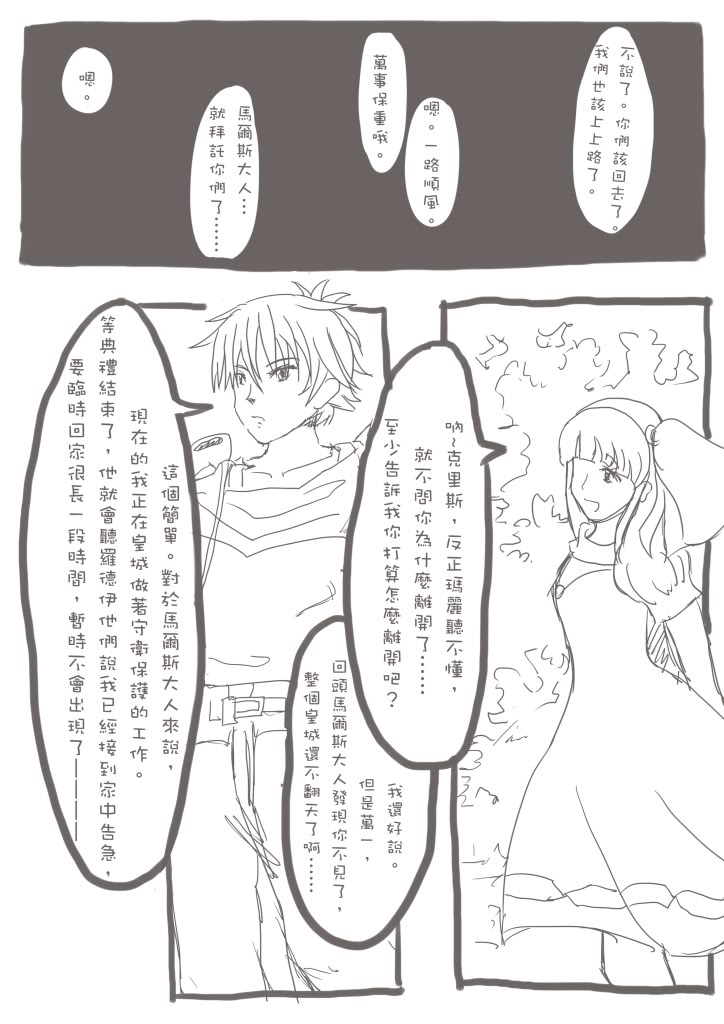 不說了。你們該回去了。
我們也該上上路了。
嗯。一路順風。
萬事保重哦。
馬爾斯大人…
就拜託你們了……
嗯。
吶~克里斯，反正瑪麗聽不懂，
就不問你為什麼離開了……
至少告訴我你打算怎麼離開吧？
我還好說。
但是萬一，
回頭馬爾斯大人發現你不見了，
整個皇城還不翻天了啊……
這個簡單。對於馬爾斯大人來說，
現在的我正在皇城做著守衛保護的工作。
等典禮結束了，他就會聽羅德伊他們說我已經接到家中告急，
要臨時回家很長一段時間，暫時不會出現了————